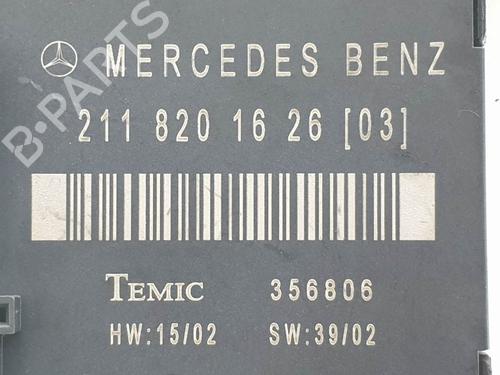 MERCEDES BENZ
211 820 16 26 [03]
TEMIC 356806
HW:15/02 SW:39/02
B-PARTS